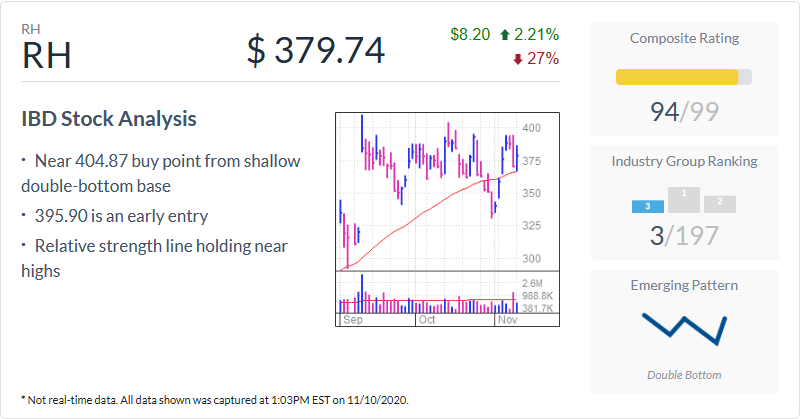 RH
RH
$ 379.74
$8.20 2.21%
27%
IBD Stock Analysis
· Near 404.87 buy point from shallow
double-bottom base
· 395.90 is an early entry
· Relative strength line holding near
highs
400
375
350
325
300
2.6M
988.8K
381.7K
Sep Oct Nov
Composite Rating
94/99
Industry Group Ranking
3 1 2
3/197
Emerging Pattern
Double Bottom
* Not real-time data. All data shown was captured at 1:03PM EST on 11/10/2020.